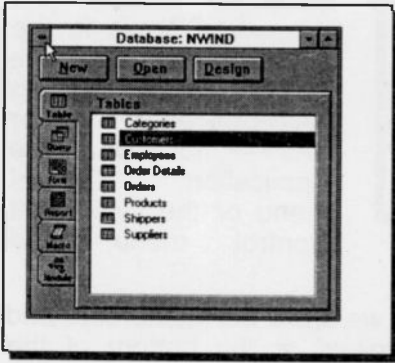 Database: NWIND
New Open Design
Tables
Table
Query
Form
Report
Macro
Module
Categories
Customers
Employees
Order Details
Orders
Products
Shippers
Suppliers